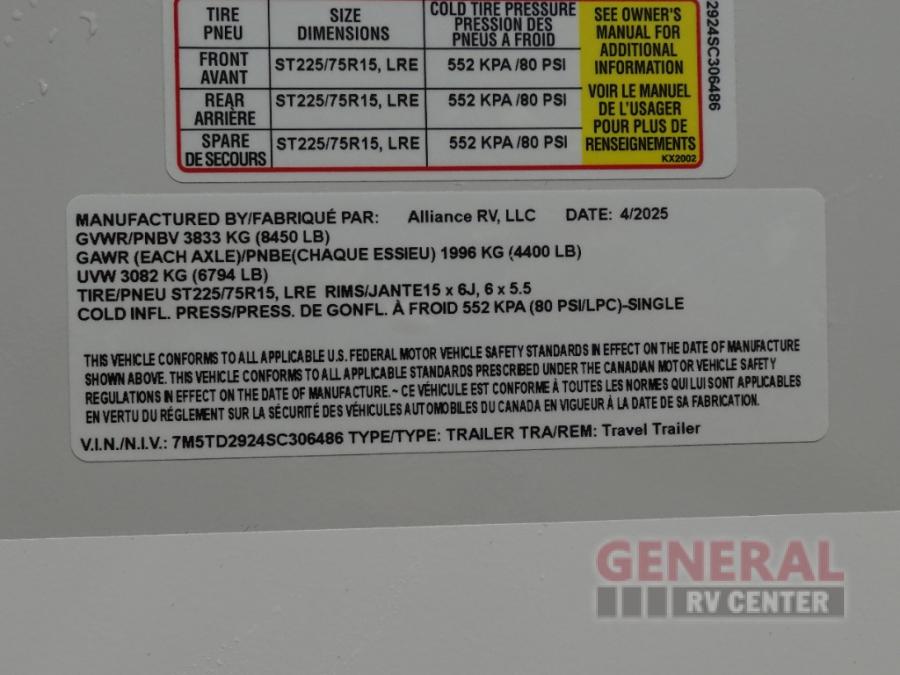 TIRE SIZE COLD TIRE PRESSURE
PNEU DIMENSIONS PRESSION DES
PNEUS A FROID
FRONT ST225/75R15, LRE 552 KPA /80 PSI
AVANT
REAR ST225/75R15, LRE 552 KPA /80 PSI
ARRIÈRE
SPARE ST225/75R15, LRE 552 KPA /80 PSI
DE SECOURS
SEE OWNER'S
MANUAL FOR
ADDITIONAL
INFORMATION
VOIR LE MANUEL
DE L'USAGER
POUR PLUS DE
RENSEIGNEMENTS
KX2002
2924SC306486
MANUFACTURED BY/FABRIQUÉ PAR: Alliance RV, LLC DATE: 4/2025
GVWR/PNBV 3833 KG (8450 LB)
GAWR (EACH AXLE)/PNBE(CHAQUE ESSIEU) 1996 KG (4400 LB)
UVW 3082 KG (6794 LB)
TIRE/PNEU ST225/75R15, LRE RIMS/JANTE15 x 6J, 6 x 5.5
COLD INFL. PRESS/PRESS. DE GONFL. À FROID 552 KPA (80 PSI/LPC)-SINGLE
THIS VEHICLE CONFORMS TO ALL APPLICABLE U.S. FEDERAL MOTOR VEHICLE SAFETY STANDARDS IN EFFECT ON THE DATE OF MANUFACTURE
SHOWN ABOVE. THIS VEHICLE CONFORMS TO ALL APPLICABLE STANDARDS PRESCRIBED UNDER THE CANADIAN MOTOR VEHICLE SAFETY
REGULATIONS IN EFFECT ON THE DATE OF MANUFACTURE.~ CE VÉHICULE EST CONFORME À TOUTES LES NORMES QUI LUI SONT APPLICABLES
EN VERTU DU RÉGLEMENT SUR LA SÉCURITÉ DES VÉHICULES AUTOMOBILES DU CANADA EN VIGUEUR À LA DATE DE SA FABRICATION.
V.I.N./N.I.V.: 7M5TD2924SC306486 TYPE/TYPE: TRAILER TRA/REM: Travel Trailer
GENERAL
RV CENTER